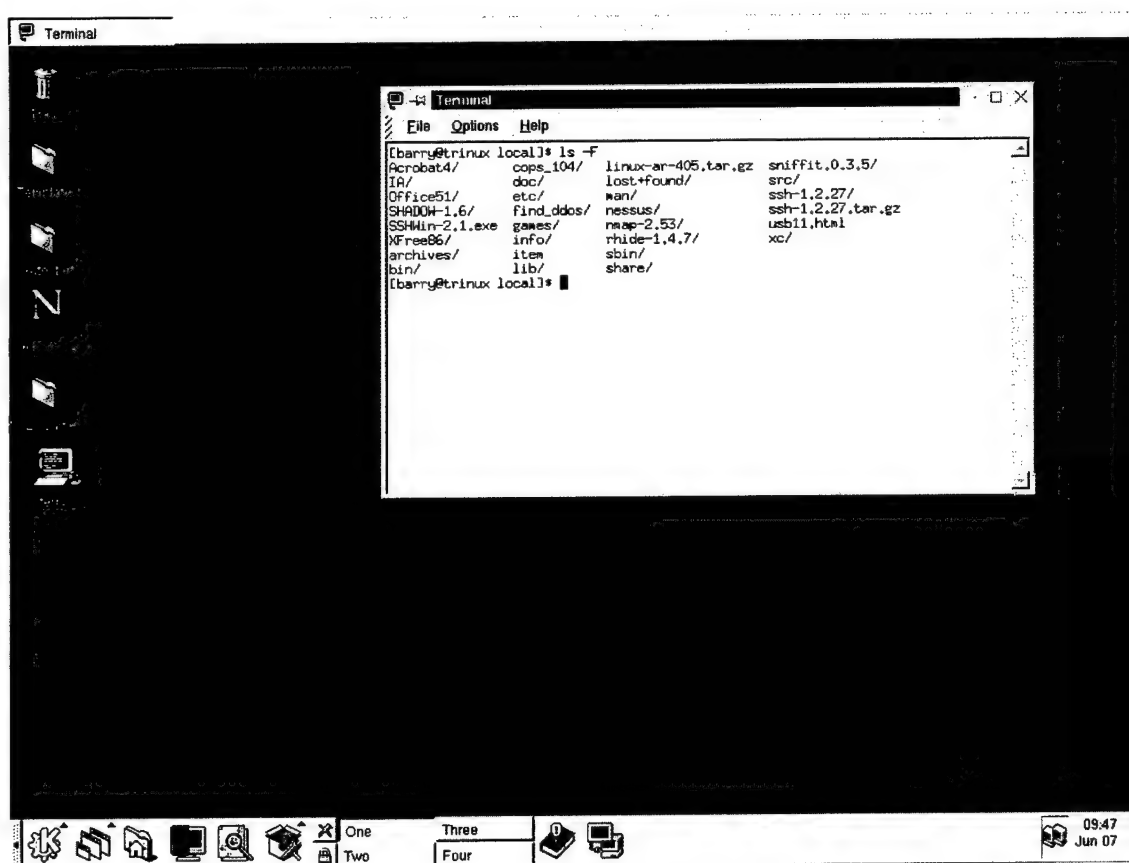 Terminal
Terminal
File Options Help
[barry@trinux local]$ ls -F
Acrobat4/ cops_104/ linux-ar-405.tar.gz sniffit.0.3.5/
IA/ doc/ lost+found/ src/
Office51/ etc/ man/ ssh-1.2.27/
SHADOW-1.6/ find_ddos/ nessus/ ssh-1.2.27.tar.gz
SSHWin-2.1.exe games/ nmap-2.53/ usb11.html
XFree86/ info/ rhide-1.4.7/ xc/
archives/ item sbin/
bin/ lib/ share/
[barry@trinux local]$
Templates
N
One Three
Two Four
09:47
Jun 07